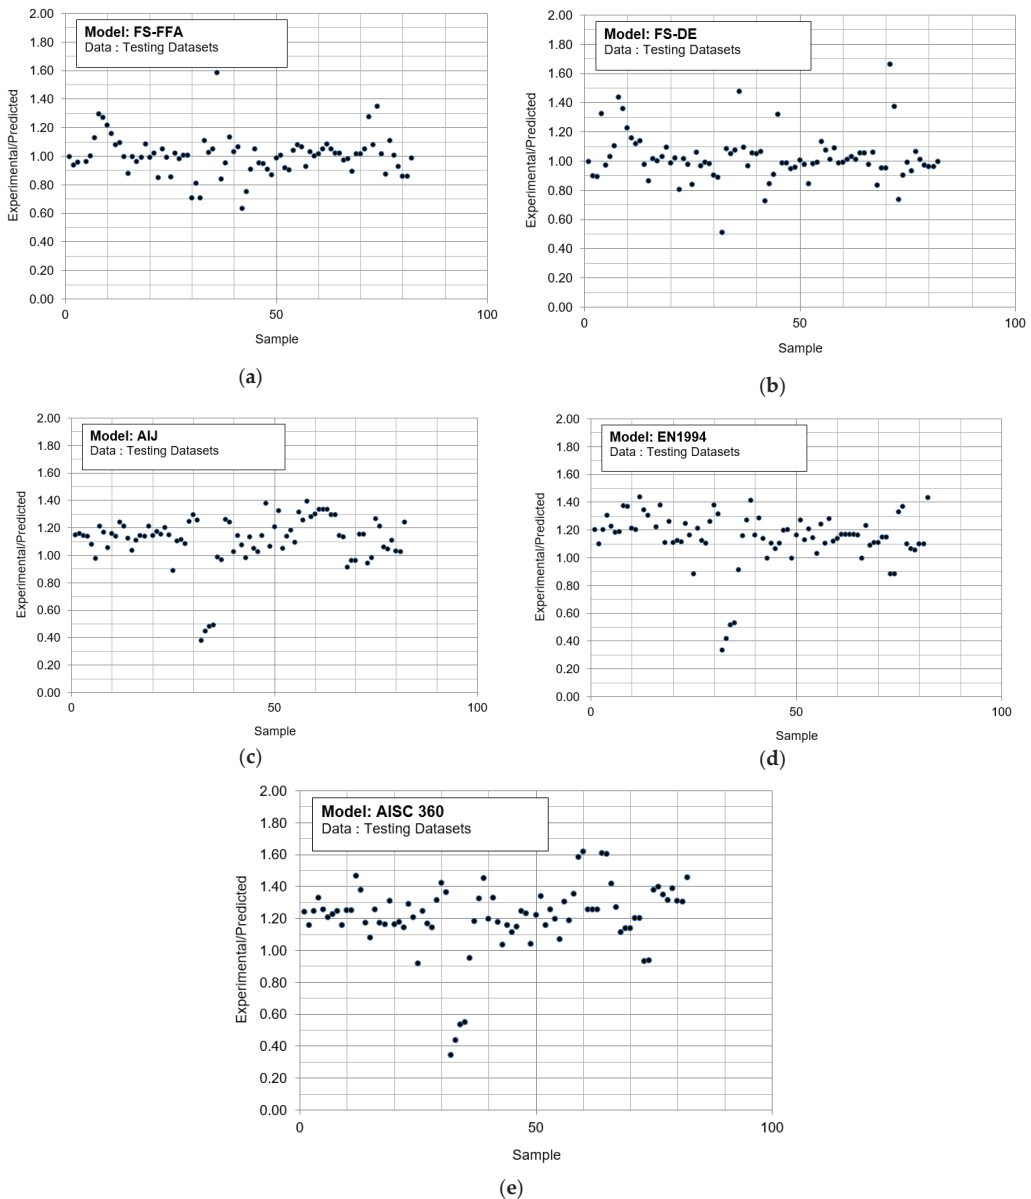 Model: FS-FFA
Data : Testing Datasets
Experimental/Predicted
2.00
1.80
1.60
1.40
1.20
1.00
0.80
0.60
0.40
0.20
0.00
0 50 100
Sample
(a)
Model: FS-DE
Data : Testing Datasets
Experimental/Predicted
2.00
1.80
1.60
1.40
1.20
1.00
0.80
0.60
0.40
0.20
0.00
0 50 100
Sample
(b)
Model: AIJ
Data : Testing Datasets
Experimental/Predicted
2.00
1.80
1.60
1.40
1.20
1.00
0.80
0.60
0.40
0.20
0.00
0 50 100
Sample
(c)
Model: EN1994
Data : Testing Datasets
Experimental/Predicted
2.00
1.80
1.60
1.40
1.20
1.00
0.80
0.60
0.40
0.20
0.00
0 50 100
Sample
(d)
Model: AISC 360
Data : Testing Datasets
Experimental/Predicted
2.00
1.80
1.60
1.40
1.20
1.00
0.80
0.60
0.40
0.20
0.00
0 50 100
Sample
(e)